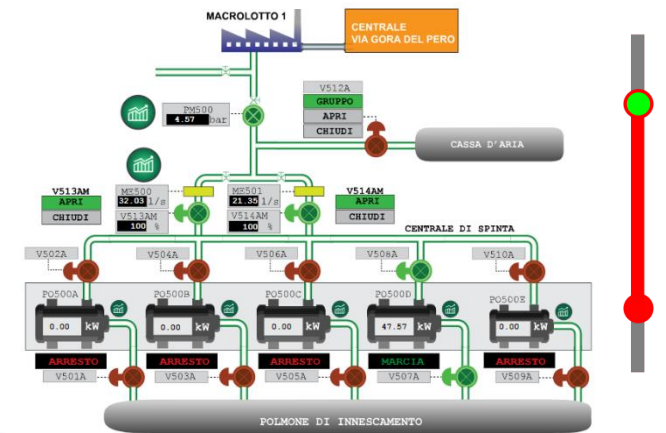 MACROLOTTO 1
CENTRALE
VIA GORA DEL PERO
V512A
GRUPPO
APRI
CHIUDI
PM500
4.57 bar
CASSA D'ARIA
V513AM
APRI
CHIUDI
ME500
32.03 l/s
V513AM
100 %
ME501
21.35 l/s
V514AM
100 %
V514AM
APRI
CHIUDI
CENTRALE DI SPINTA
V502A
V504A
V506A
V508A
V510A
PO500A
PO500B
PO500C
PO500D
PO500E
0.00 kW
0.00 kW
0.00 kW
47.57 kW
0.00 kW
ARRESTO
ARRESTO
ARRESTO
MARCIA
ARRESTO
V501A
V503A
V505A
V507A
V509A
POLMONE DI INNESCAMENTO